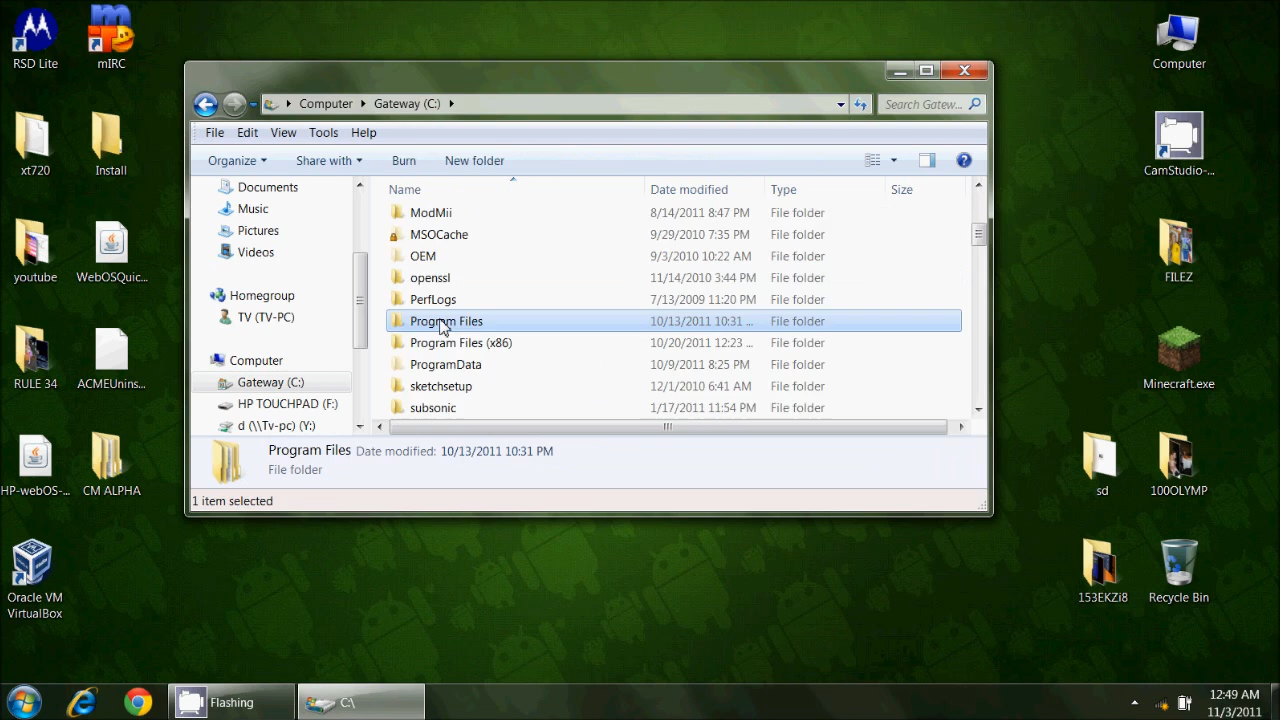 RSD Lite
mIRC
xt720
Install
youtube
WebOSQuic...
RULE 34
ACMEUnins...
HP-webOS-...
CM ALPHA
Oracle VM
VirtualBox
Computer
Gateway (C:)
Search Gatew...
File Edit View Tools Help
Organize Share with Burn New folder
Documents
Music
Pictures
Videos
Homegroup
TV (TV-PC)
Computer
Gateway (C:)
HP TOUCHPAD (F:)
d (\\Tv-pc) (Y:)
Name Date modified Type Size
ModMii 8/14/2011 8:47 PM File folder
MSOCache 9/29/2010 7:35 PM File folder
OEM 9/3/2010 10:22 AM File folder
openssl 11/14/2010 3:44 PM File folder
PerfLogs 7/13/2009 11:20 PM File folder
Program Files 10/13/2011 10:31 ... File folder
Program Files (x86) 10/20/2011 12:23 ... File folder
ProgramData 10/9/2011 8:25 PM File folder
sketchsetup 12/1/2010 6:41 AM File folder
subsonic 1/17/2011 11:54 PM File folder
Program Files Date modified: 10/13/2011 10:31 PM
File folder
1 item selected
Computer
CamStudio-...
FILEZ
Minecraft.exe
sd
100OLYMP
153EKZi8
Recycle Bin
Flashing
C:\
12:49 AM
11/3/2011